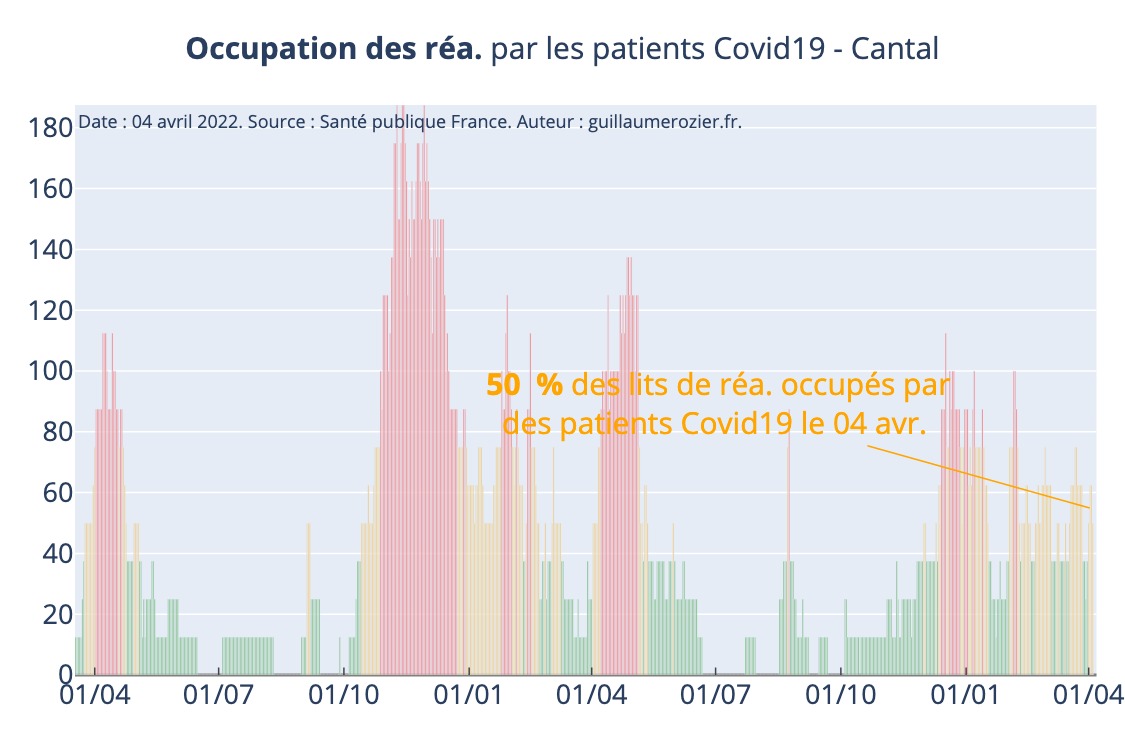 Occupation des réa. par les patients Covid19 - Cantal
Date : 04 avril 2022. Source : Santé publique France. Auteur : guillaumerozier.fr.
180
160
140
120
100
80
60
40
20
0
50 % des lits de réa. occupés par
des patients Covid19 le 04 avr.
01/04 01/07 01/10 01/01 01/04 01/07 01/10 01/01 01/04